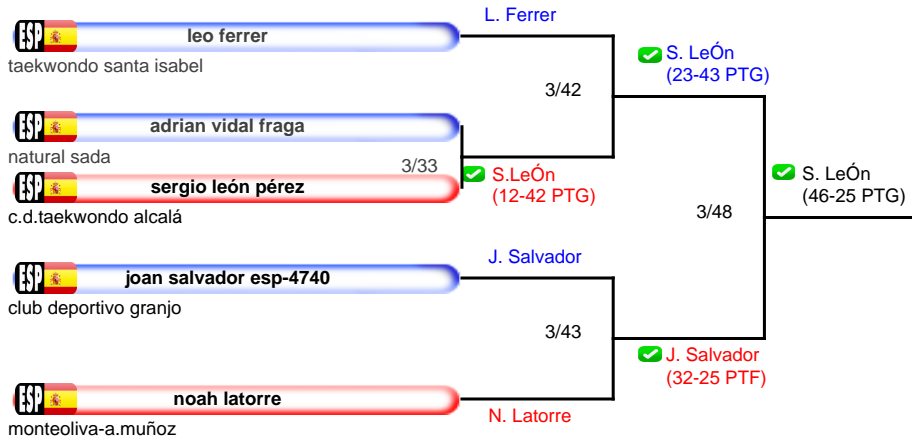 L. Ferrer
ESP leo ferrer
taekwondo santa isabel
S. LeÓn
(23-43 PTG)
3/42
ESP adrian vidal fraga
natural sada
3/33
S.LeÓn
(12-42 PTG)
ESP sergio león pérez
c.d.taekwondo alcalá
S. LeÓn
(46-25 PTG)
3/48
J. Salvador
ESP joan salvador esp-4740
club deportivo granjo
3/43
J. Salvador
(32-25 PTF)
ESP noah latorre
N. Latorre
monteoliva-a.muñoz